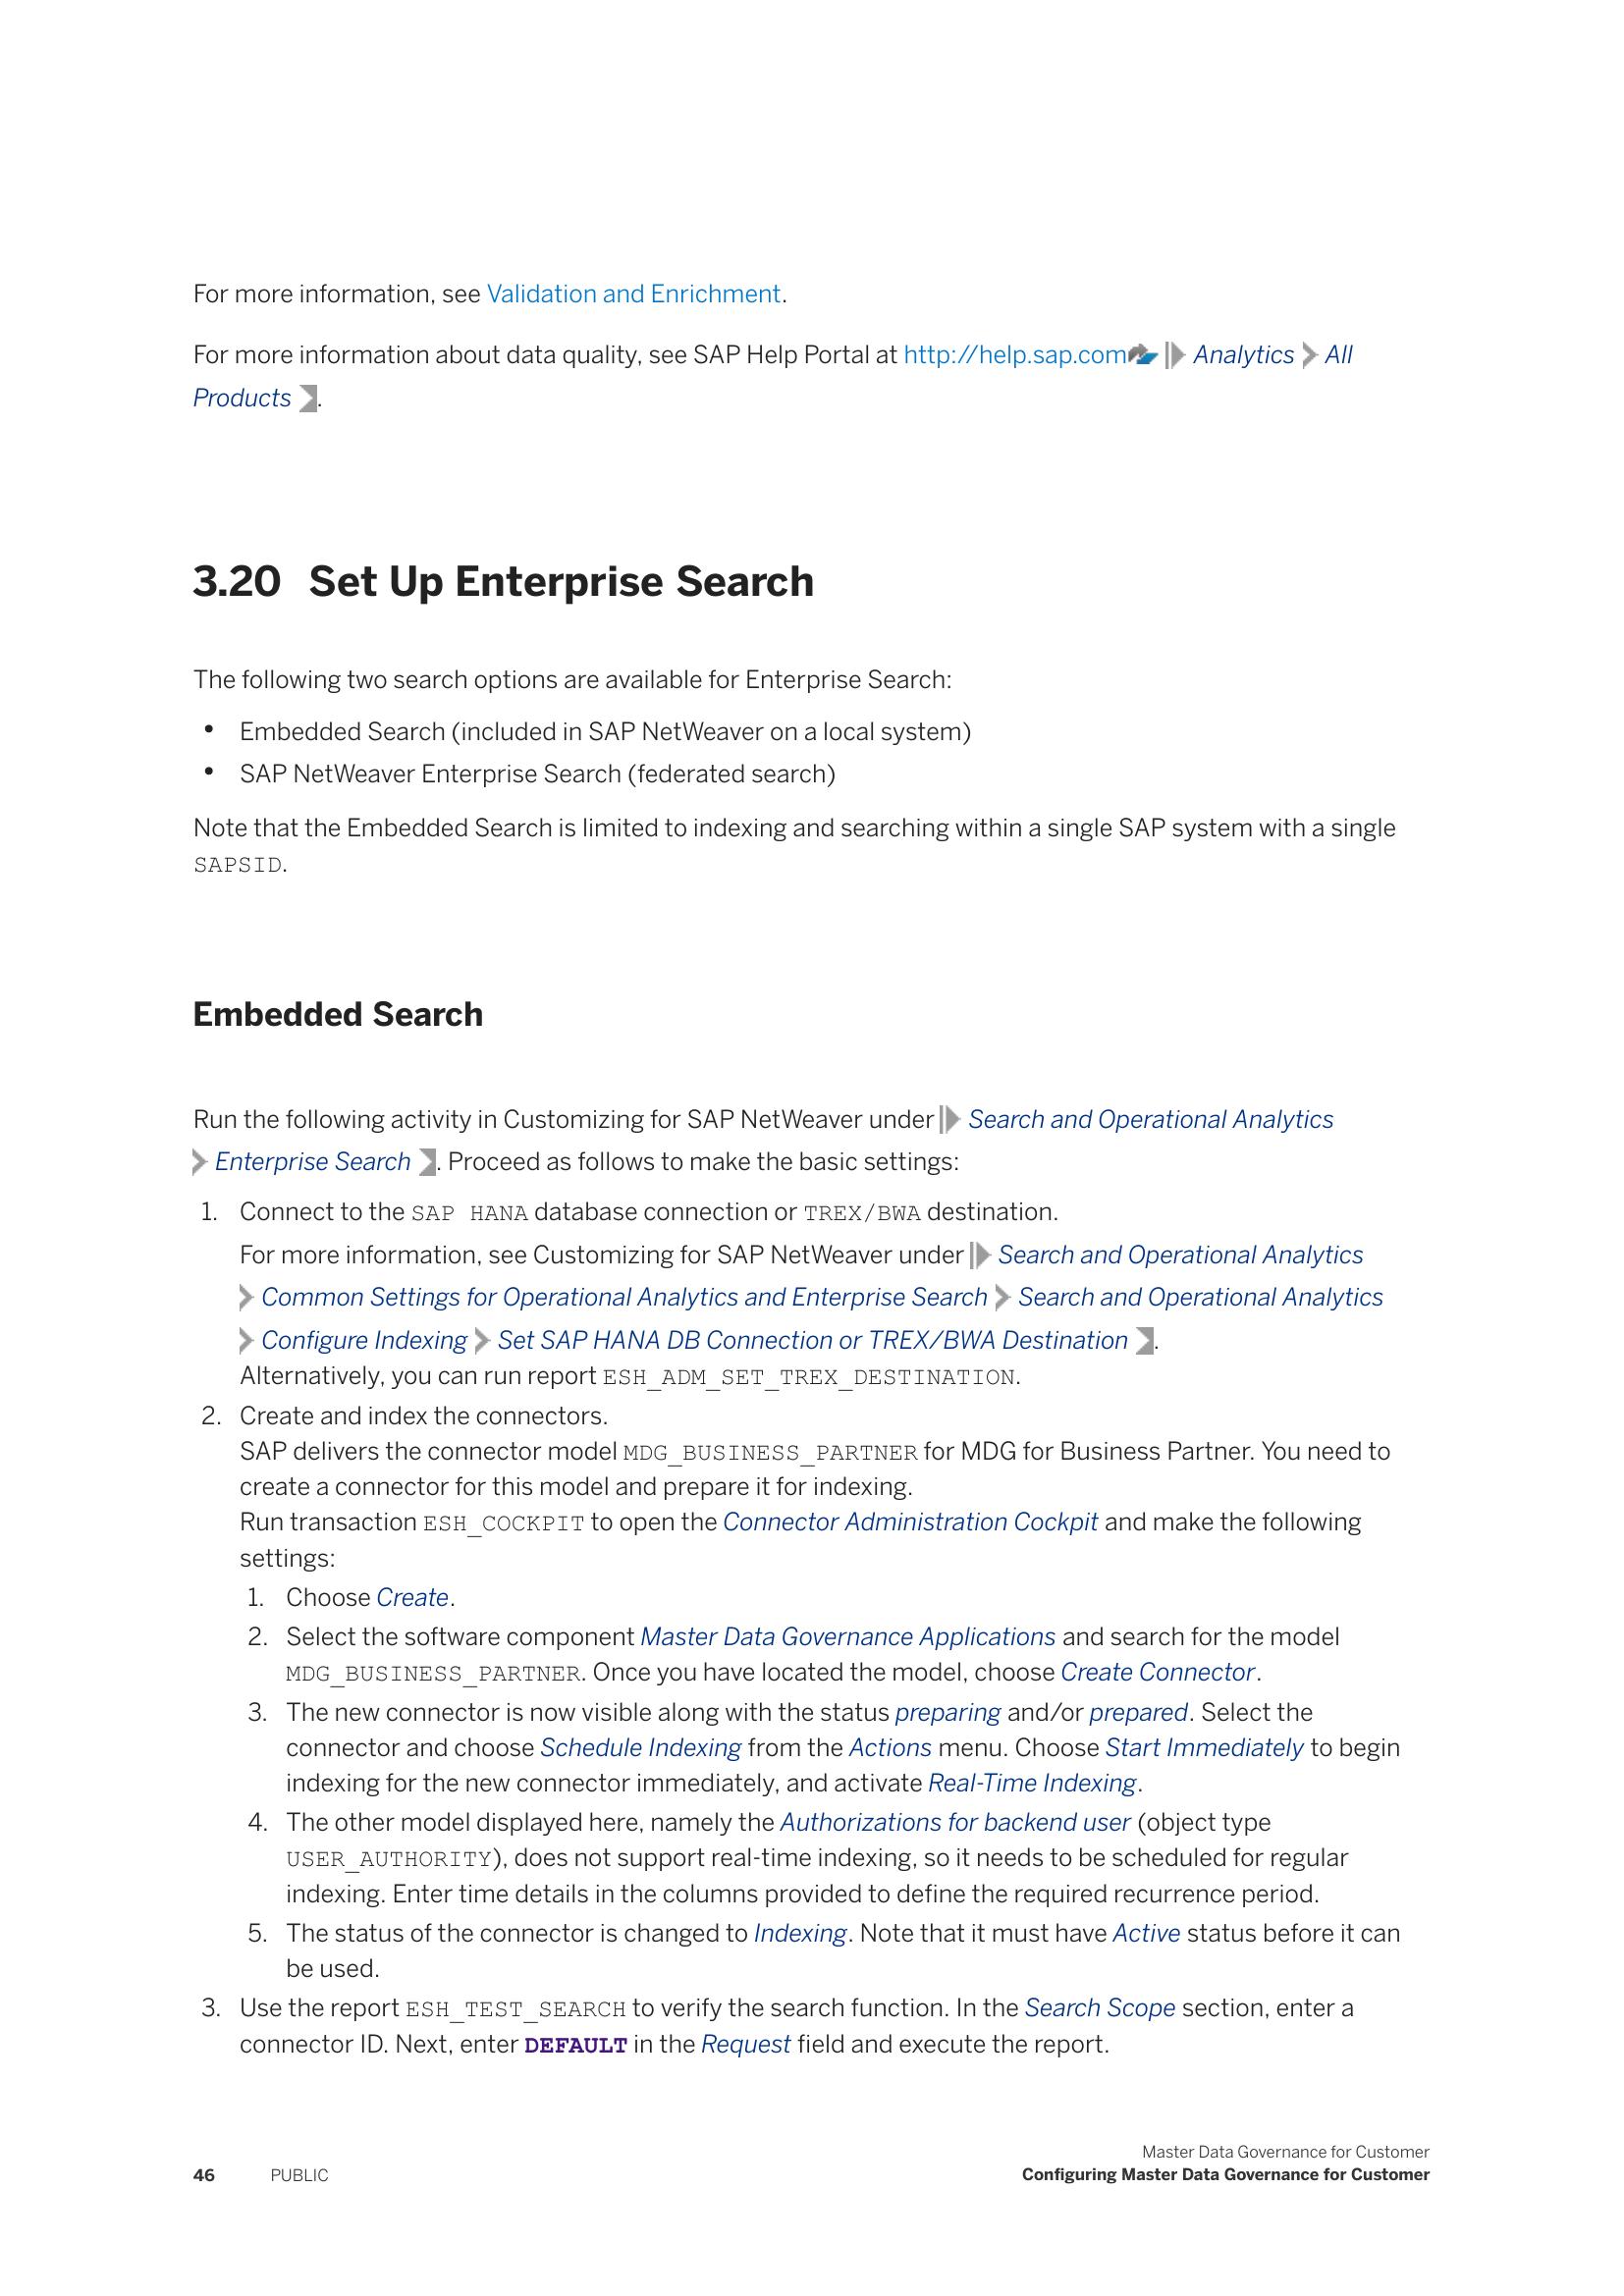 For more information, see Validation and Enrichment.
For more information about data quality, see SAP Help Portal at http://help.sap.com Analytics All
Products .
3.20 Set Up Enterprise Search
The following two search options are available for Enterprise Search:
• Embedded Search (included in SAP NetWeaver on a local system)
• SAP NetWeaver Enterprise Search (federated search)
Note that the Embedded Search is limited to indexing and searching within a single SAP system with a single
SAPSID.
Embedded Search
Run the following activity in Customizing for SAP NetWeaver under Search and Operational Analytics
Enterprise Search . Proceed as follows to make the basic settings:
1. Connect to the SAP HANA database connection or TREX/BWA destination.
For more information, see Customizing for SAP NetWeaver under Search and Operational Analytics
Common Settings for Operational Analytics and Enterprise Search Search and Operational Analytics
Configure Indexing Set SAP HANA DB Connection or TREX/BWA Destination .
Alternatively, you can run report ESH_ADM_SET_TREX_DESTINATION.
2. Create and index the connectors.
SAP delivers the connector model MDG_BUSINESS_PARTNER for MDG for Business Partner. You need to
create a connector for this model and prepare it for indexing.
Run transaction ESH_COCKPIT to open the Connector Administration Cockpit and make the following
settings:
1. Choose Create.
2. Select the software component Master Data Governance Applications and search for the model
MDG_BUSINESS_PARTNER. Once you have located the model, choose Create Connector.
3. The new connector is now visible along with the status preparing and/or prepared. Select the
connector and choose Schedule Indexing from the Actions menu. Choose Start Immediately to begin
indexing for the new connector immediately, and activate Real-Time Indexing.
4. The other model displayed here, namely the Authorizations for backend user (object type
USER_AUTHORITY), does not support real-time indexing, so it needs to be scheduled for regular
indexing. Enter time details in the columns provided to define the required recurrence period.
5. The status of the connector is changed to Indexing. Note that it must have Active status before it can
be used.
3. Use the report ESH_TEST_SEARCH to verify the search function. In the Search Scope section, enter a
connector ID. Next, enter DEFAULT in the Request field and execute the report.
Master Data Governance for Customer
46 PUBLIC Configuring Master Data Governance for Customer